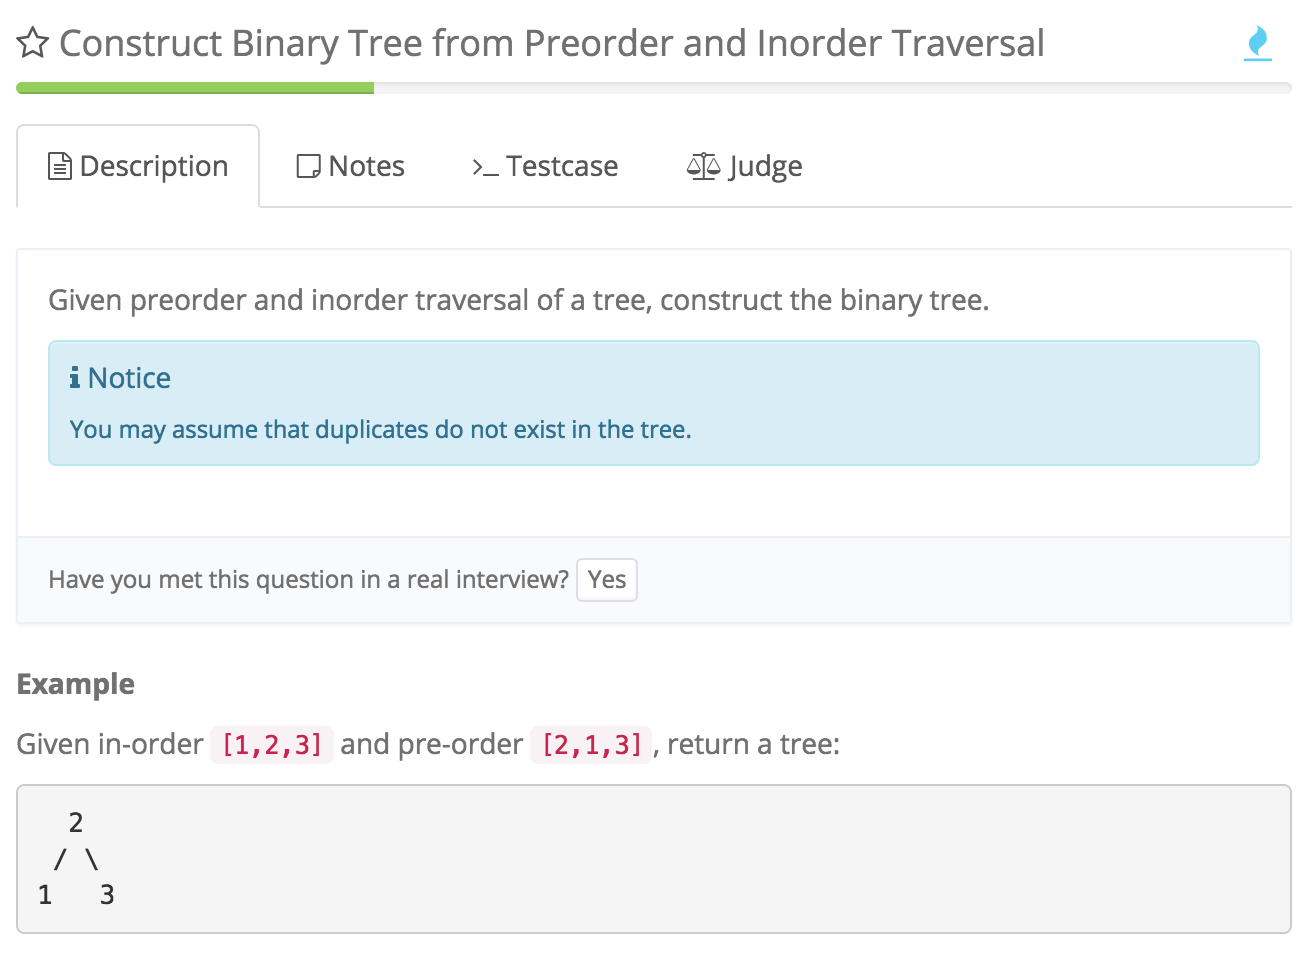 Construct Binary Tree from Preorder and Inorder Traversal
Description Notes >_ Testcase Judge
Given preorder and inorder traversal of a tree, construct the binary tree.
Notice
You may assume that duplicates do not exist in the tree.
Have you met this question in a real interview? Yes
Example
Given in-order [1,2,3] and pre-order [2,1,3], return a tree:
  2
 / \
1   3